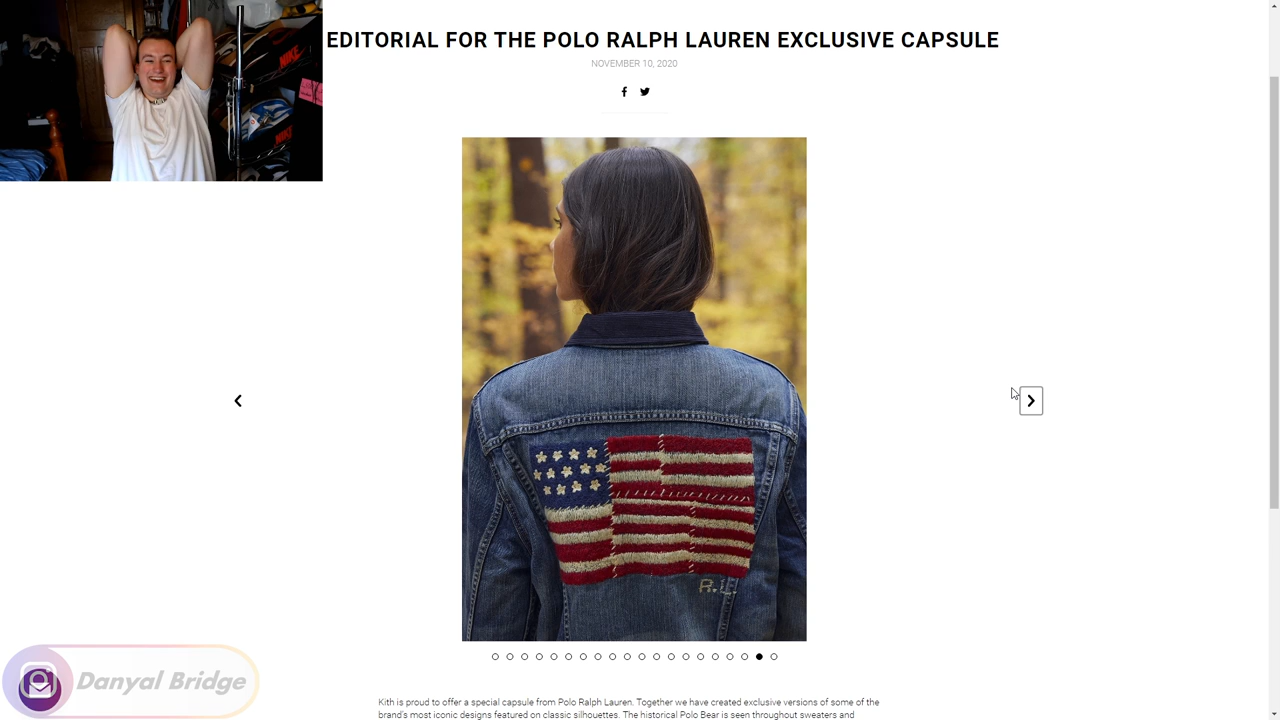 EDITORIAL FOR THE POLO RALPH LAUREN EXCLUSIVE CAPSULE
NOVEMBER 10, 2020
NIKE
NIKE
R.L.
Danyal Bridge
Kith is proud to offer a special capsule from Polo Ralph Lauren. Together we have created exclusive versions of some of the
brand's most iconic designs featured on classic silhouettes. The historical Polo Bear is seen throughout sweaters and